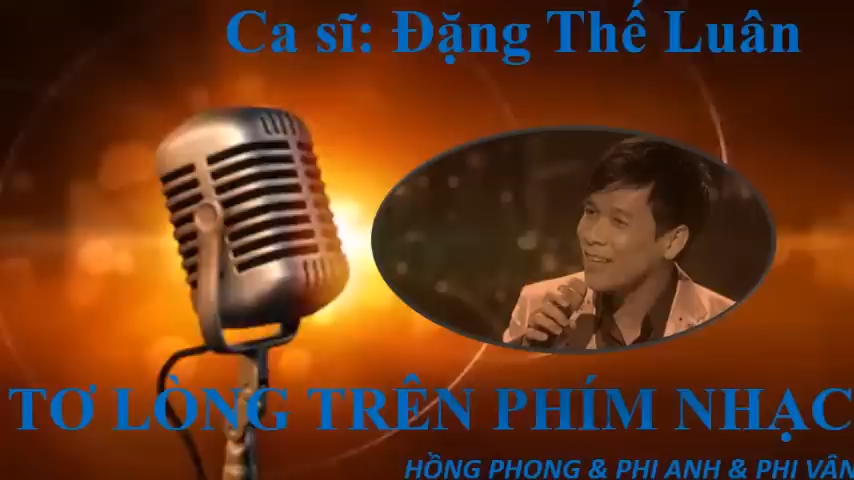 Ca sĩ: Đặng Thế Luân
TƠ LÒNG TRÊN PHÍM NHẠC
HỒNG PHONG & PHI ANH & PHI VÂN